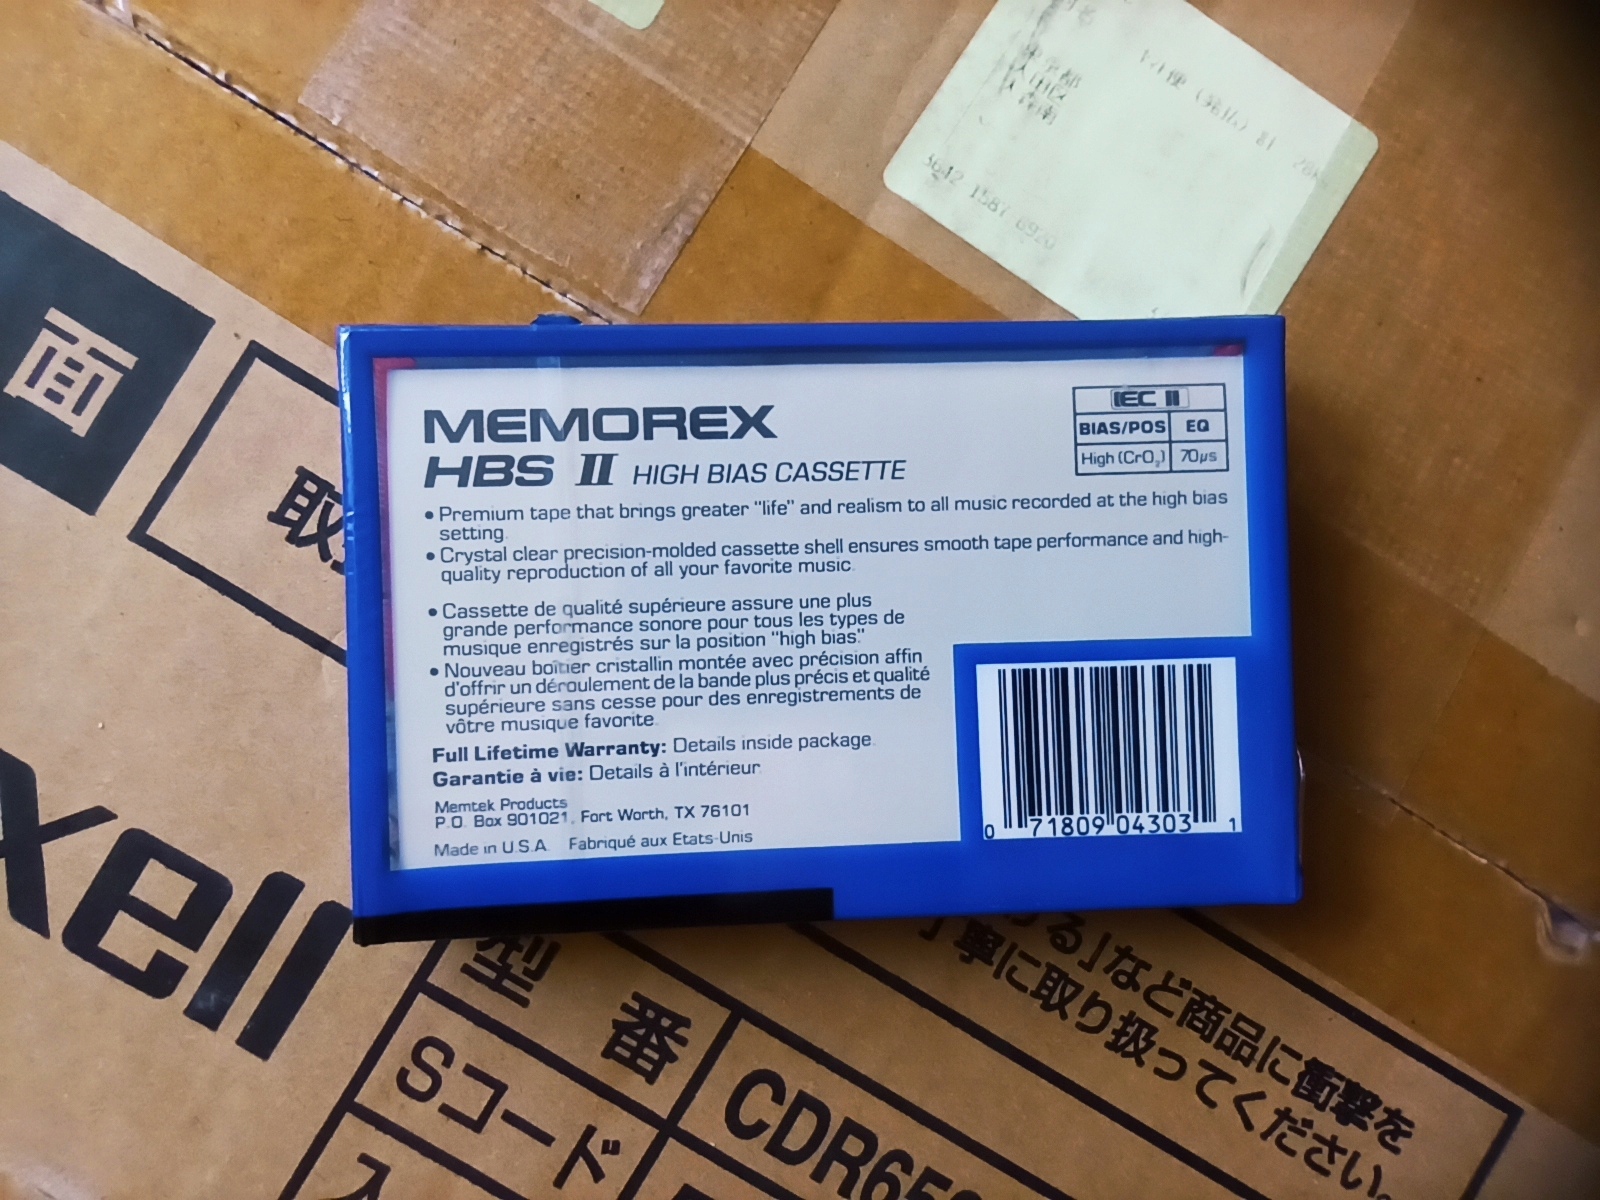 3642 1587 6920
面
取
MEMOREX
HBS II HIGH BIAS CASSETTE
IEC II
BIAS/POS EQ
High (CrO₂) 70µs
• Premium tape that brings greater "life" and realism to all music recorded at the high bias
setting.
• Crystal clear precision-molded cassette shell ensures smooth tape performance and high-
quality reproduction of all your favorite music.
• Cassette de qualité supérieure assure une plus
grande performance sonore pour tous les types de
musique enregistrés sur la position "high bias."
• Nouveau boîtier cristallin montée avec précision affin
d'offrir un déroulement de la bande plus précis et qualité
supérieure sans cesse pour des enregistrements de
vôtre musique favorite.
Full Lifetime Warranty: Details inside package.
Garantie à vie: Details à l'intérieur.
Memtek Products
P.O. Box 901021, Fort Worth, TX 76101
Made in U.S.A. Fabriqué aux Etats-Unis
0 71809 04303 1
xell
る」など商品に衝撃を
丁寧に取り扱ってください。
型番 CDR65
Sコード
入